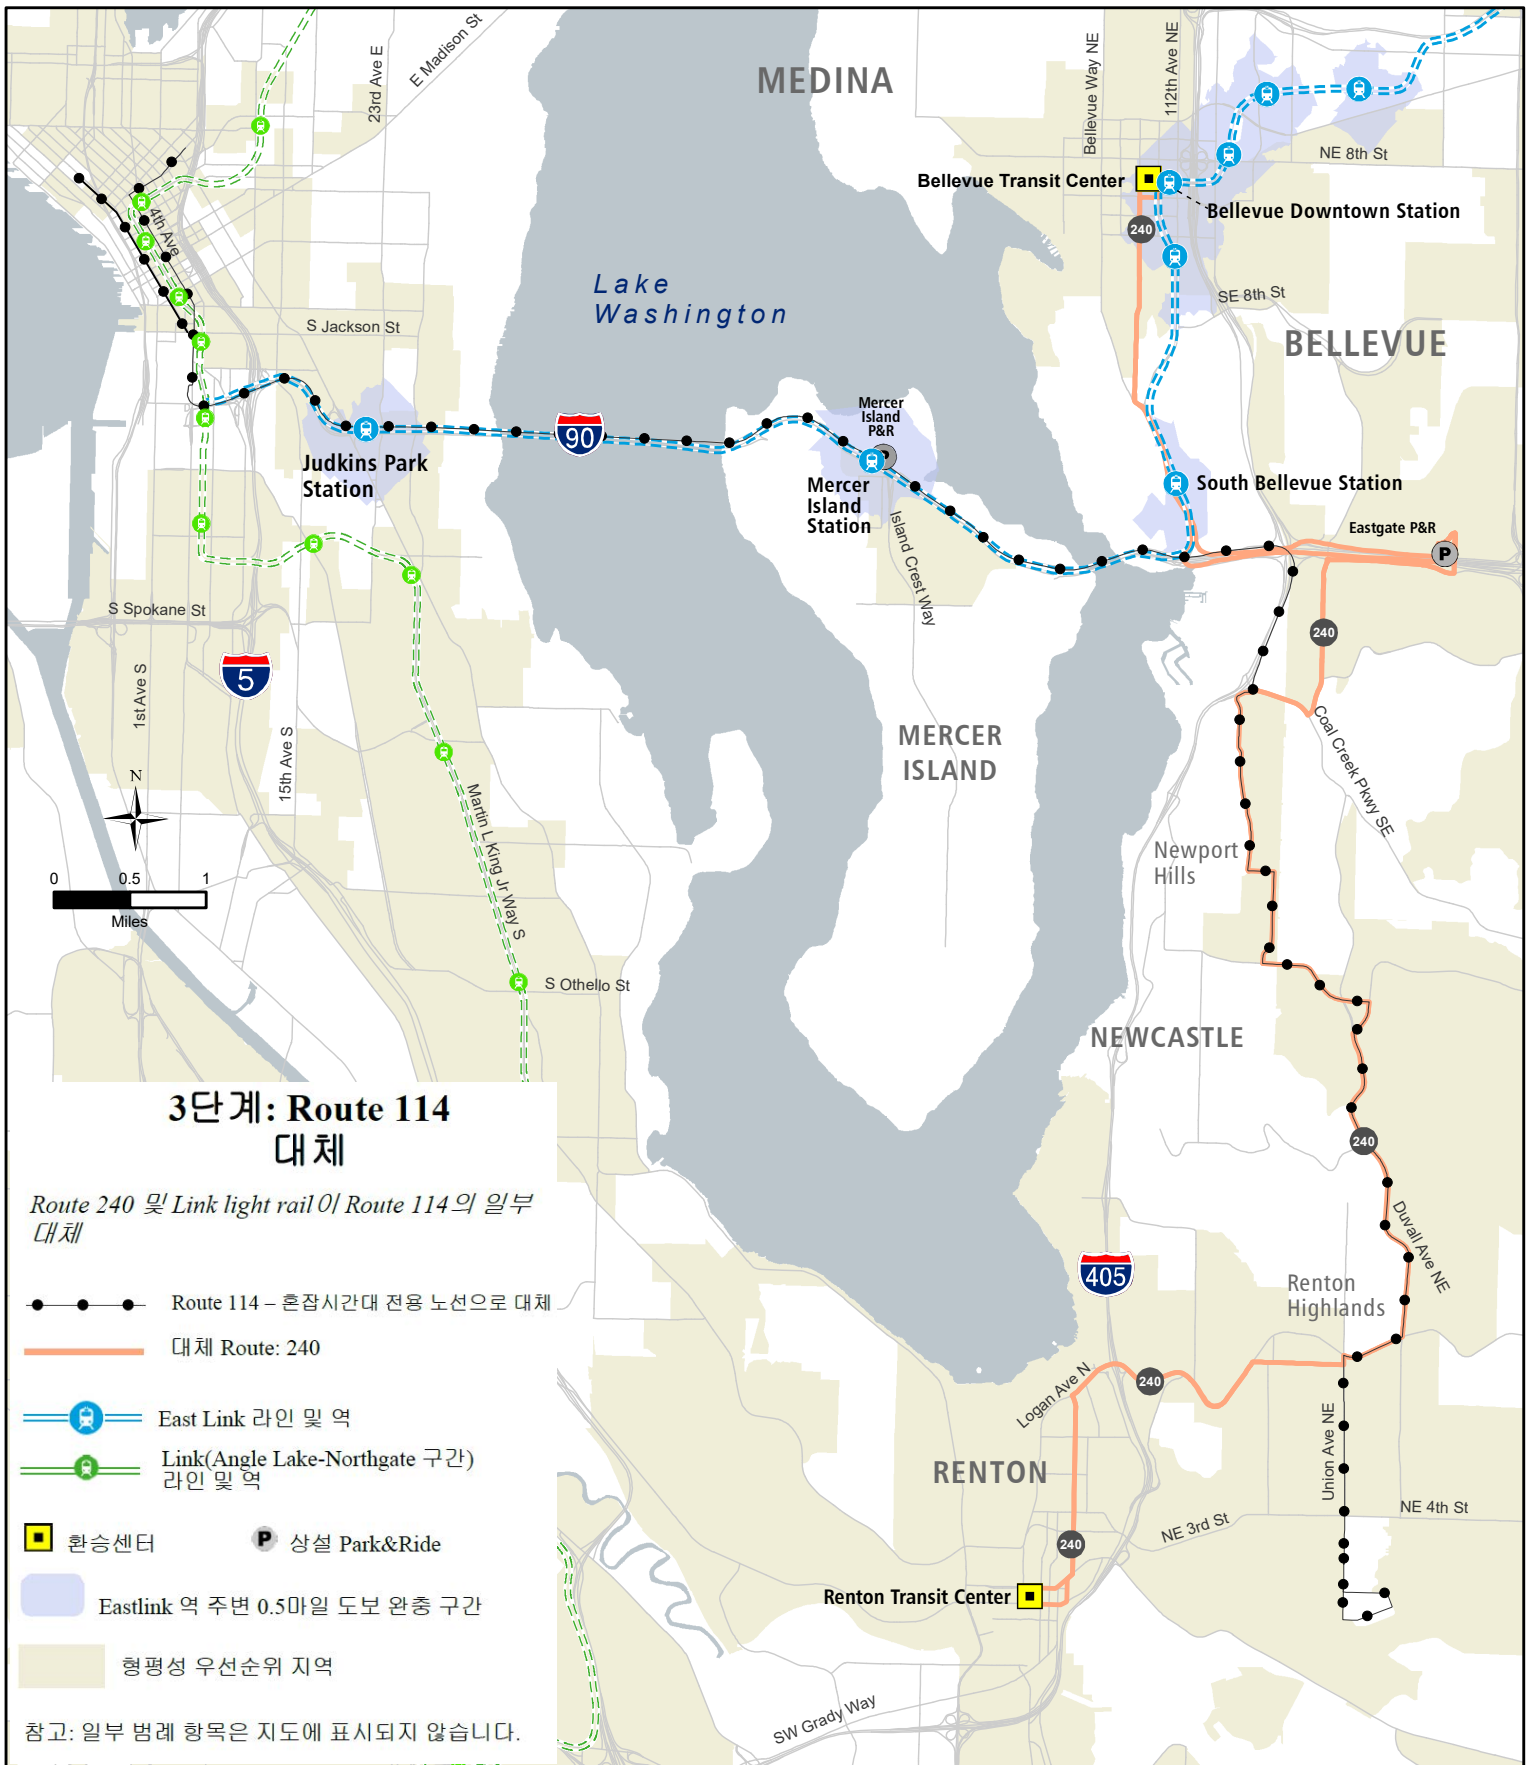 MEDINA
23rd Ave E
E Madison St
Bellevue Way NE
112th Ave NE
NE 8th St
Bellevue Transit Center
Bellevue Downtown Station
4th Ave
240
Lake
Washington
SE 8th St
S Jackson St
BELLEVUE
Mercer
Island
P&R
90
Judkins Park
Station
Mercer
Island
Station
South Bellevue Station
Island Crest Way
Eastgate P&R
P
S Spokane St
240
5
1st Ave S
15th Ave S
MERCER
ISLAND
Coal Creek Pkwy SE
N
Martin L King Jr Way S
Newport
Hills
0 0.5 1
Miles
S Othello St
NEWCASTLE
240
Duvall Ave NE
405
Renton
Highlands
Logan Ave N
240
Union Ave NE
RENTON
NE 4th St
NE 3rd St
240
Renton Transit Center
SW Grady Way
3단계: Route 114
대체
Route 240 및 Link light rail이 Route 114의 일부
대체
Route 114 – 혼잡시간대 전용 노선으로 대체
대체 Route: 240
East Link 라인 및 역
Link(Angle Lake-Northgate 구간)
라인 및 역
환승센터
P 상설 Park&Ride
Eastlink 역 주변 0.5마일 도보 완충 구간
형평성 우선순위 지역
참고: 일부 범례 항목은 지도에 표시되지 않습니다.